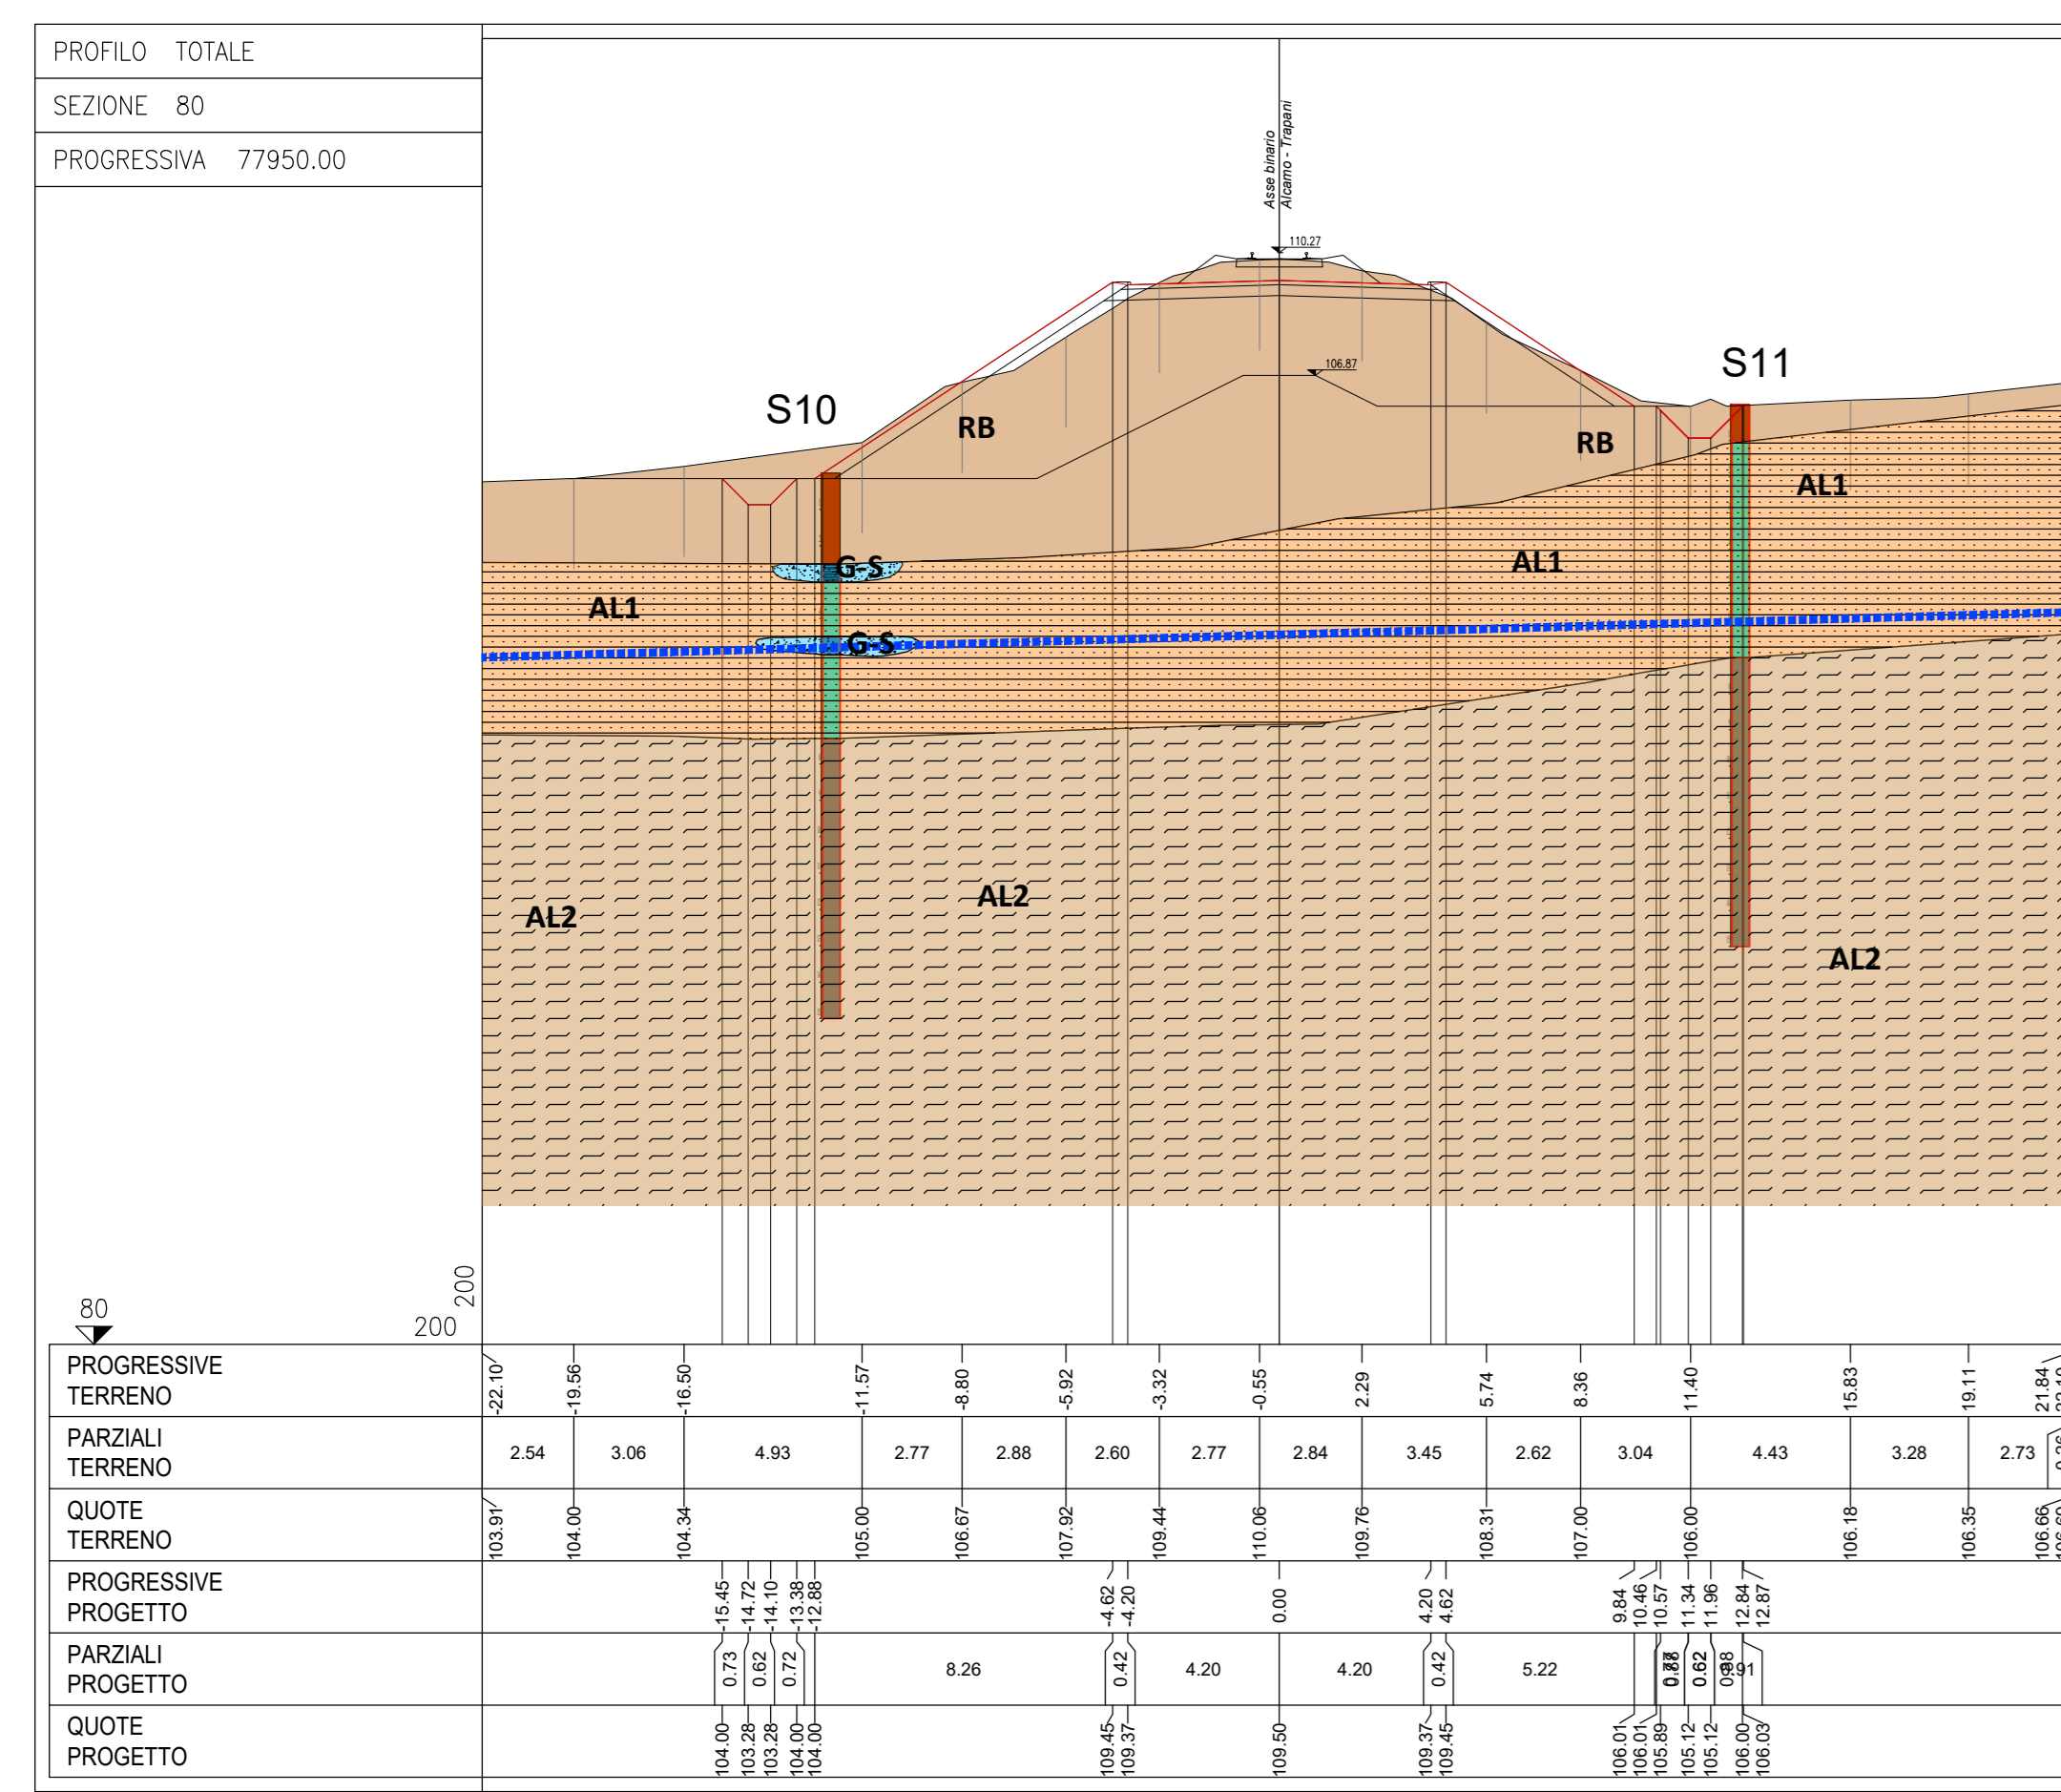 PROFILO TOTALE
SEZIONE 80
PROGRESSIVA 77950.00
Asse binario
Alcamo - Trapani
110.27
106.87
S10
S11
RB
RB
AL1
G-S
AL1
AL1
G-S
AL2
AL2
AL2
200
80
200
PROGRESSIVE TERRENO
-22.10 -19.56 -16.50 -11.57 -8.80 -5.92 -3.32 -0.55 2.29 5.74 8.36 11.40 15.83 19.11 21.84
PARZIALI TERRENO
2.54 3.06 4.93 2.77 2.88 2.60 2.77 2.84 3.45 2.62 3.04 4.43 3.28 2.73
QUOTE TERRENO
103.91 104.00 104.34 105.00 106.67 107.92 109.44 110.06 109.76 108.31 107.00 106.00 106.18 106.35 106.66
PROGRESSIVE PROGETTO
-15.45 -14.72 -14.10 -13.38 -12.88 -4.62 -4.20 0.00 4.20 4.62 9.84 10.46 10.57 11.34 11.96 12.84 12.87
PARZIALI PROGETTO
0.73 0.62 0.72 8.26 0.42 4.20 4.20 0.42 5.22 0.62
QUOTE PROGETTO
104.00 103.28 103.28 104.00 104.00 109.45 109.37 109.50 109.37 109.45 106.01 106.01 105.89 105.12 105.12 106.00 106.03